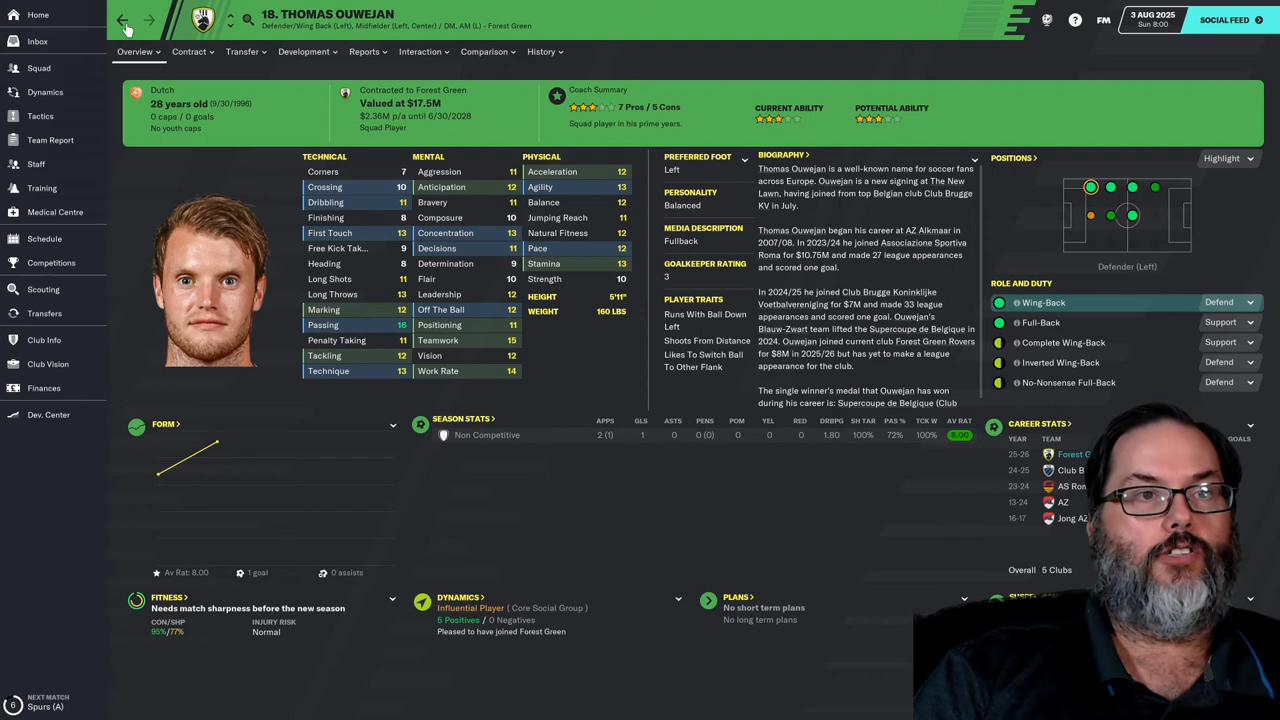 Home
Inbox
Squad
Dynamics
Tactics
Team Report
Staff
Training
Medical Centre
Schedule
Competitions
Scouting
Transfers
Club Info
Club Vision
Finances
Dev. Center
NEXT MATCH
6 Spurs (A)
18. THOMAS OUWEJAN
Defender/Wing Back (Left), Midfielder (Left, Center) / DM, AM (L) - Forest Green
FM
3 AUG 2025
Sun 8:00
SOCIAL FEED
Overview
Contract
Transfer
Development
Reports
Interaction
Comparison
History
Dutch
28 years old (9/30/1996)
0 caps / 0 goals
No youth caps
Contracted to Forest Green
Valued at $17.5M
$2.36M p/a until 6/30/2028
Squad Player
Coach Summary
7 Pros / 5 Cons
Squad player in his prime years.
CURRENT ABILITY
POTENTIAL ABILITY
TECHNICAL
Corners 7
Crossing 10
Dribbling 11
Finishing 8
First Touch 13
Free Kick Tak... 9
Heading 8
Long Shots 11
Long Throws 13
Marking 12
Passing 16
Penalty Taking 11
Tackling 12
Technique 13
MENTAL
Aggression 11
Anticipation 12
Bravery 11
Composure 10
Concentration 13
Decisions 11
Determination 9
Flair 10
Leadership 12
Off The Ball 12
Positioning 11
Teamwork 15
Vision 12
Work Rate 14
PHYSICAL
Acceleration 12
Agility 13
Balance 12
Jumping Reach 11
Natural Fitness 12
Pace 12
Stamina 13
Strength 10
HEIGHT 5'11"
WEIGHT 160 LBS
PREFERRED FOOT
Left
PERSONALITY
Balanced
MEDIA DESCRIPTION
Fullback
GOALKEEPER RATING
3
PLAYER TRAITS
Runs With Ball Down
Left
Shoots From Distance
Likes To Switch Ball
To Other Flank
BIOGRAPHY
Thomas Ouwejan is a well-known name for soccer fans
across Europe. Ouwejan is a new signing at The New
Lawn, having joined from top Belgian club Club Brugge
KV in July.
Thomas Ouwejan began his career at AZ Alkmaar in
2007/08. In 2023/24 he joined Associazione Sportiva
Roma for $10.75M and made 27 league appearances
and scored one goal.
In 2024/25 he joined Club Brugge Koninklijke
Voetbalvereniging for $7M and made 33 league
appearances and scored one goal. Ouwejan's
Blauw-Zwart team lifted the Supercoupe de Belgique in
2024. Ouwejan joined current club Forest Green Rovers
for $8M in 2025/26 but has yet to make a league
appearance for the club.
The single winner's medal that Ouwejan has won
during his career is: Supercoupe de Belgique (Club
POSITIONS
Highlight
Defender (Left)
ROLE AND DUTY
Wing-Back Defend
Full-Back Support
Complete Wing-Back Support
Inverted Wing-Back Defend
No-Nonsense Full-Back Defend
FORM
Av Rat: 8.00
1 goal
0 assists
SEASON STATS APPS GLS ASTS PENS POM YEL RED DRBPG SH TAR PAS % TCK W AV RAT
Non Competitive 2 (1) 1 0 0 (0) 0 0 0 1.80 100% 72% 100% 8.00
CAREER STATS
YEAR TEAM GOALS
25-26 Forest G
24-25 Club B
23-24 AS Rom
13-24 AZ
16-17 Jong AZ
Overall 5 Clubs
FITNESS
Needs match sharpness before the new season
CON/SHP
95%/77%
INJURY RISK
Normal
DYNAMICS
Influential Player ( Core Social Group )
5 Positives / 0 Negatives
Pleased to have joined Forest Green
PLANS
No short term plans
No long term plans